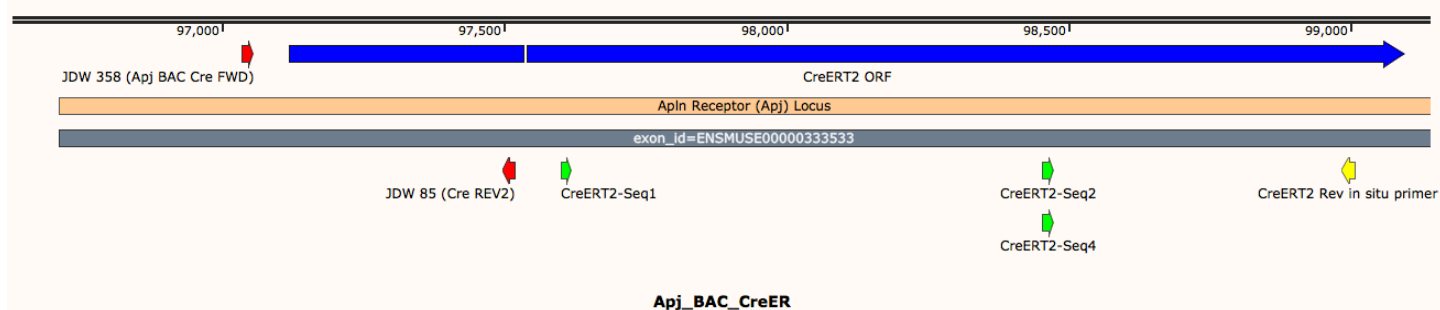 97,000 97,500 98,000 98,500 99,000
JDW 358 (Apj BAC Cre FWD) CreERT2 ORF
Apln Receptor (Apj) Locus
exon_id=ENSMUSE00000333533
JDW 85 (Cre REV2) CreERT2-Seq1 CreERT2-Seq2 CreERT2 Rev in situ primer
CreERT2-Seq4
Apj_BAC_CreER